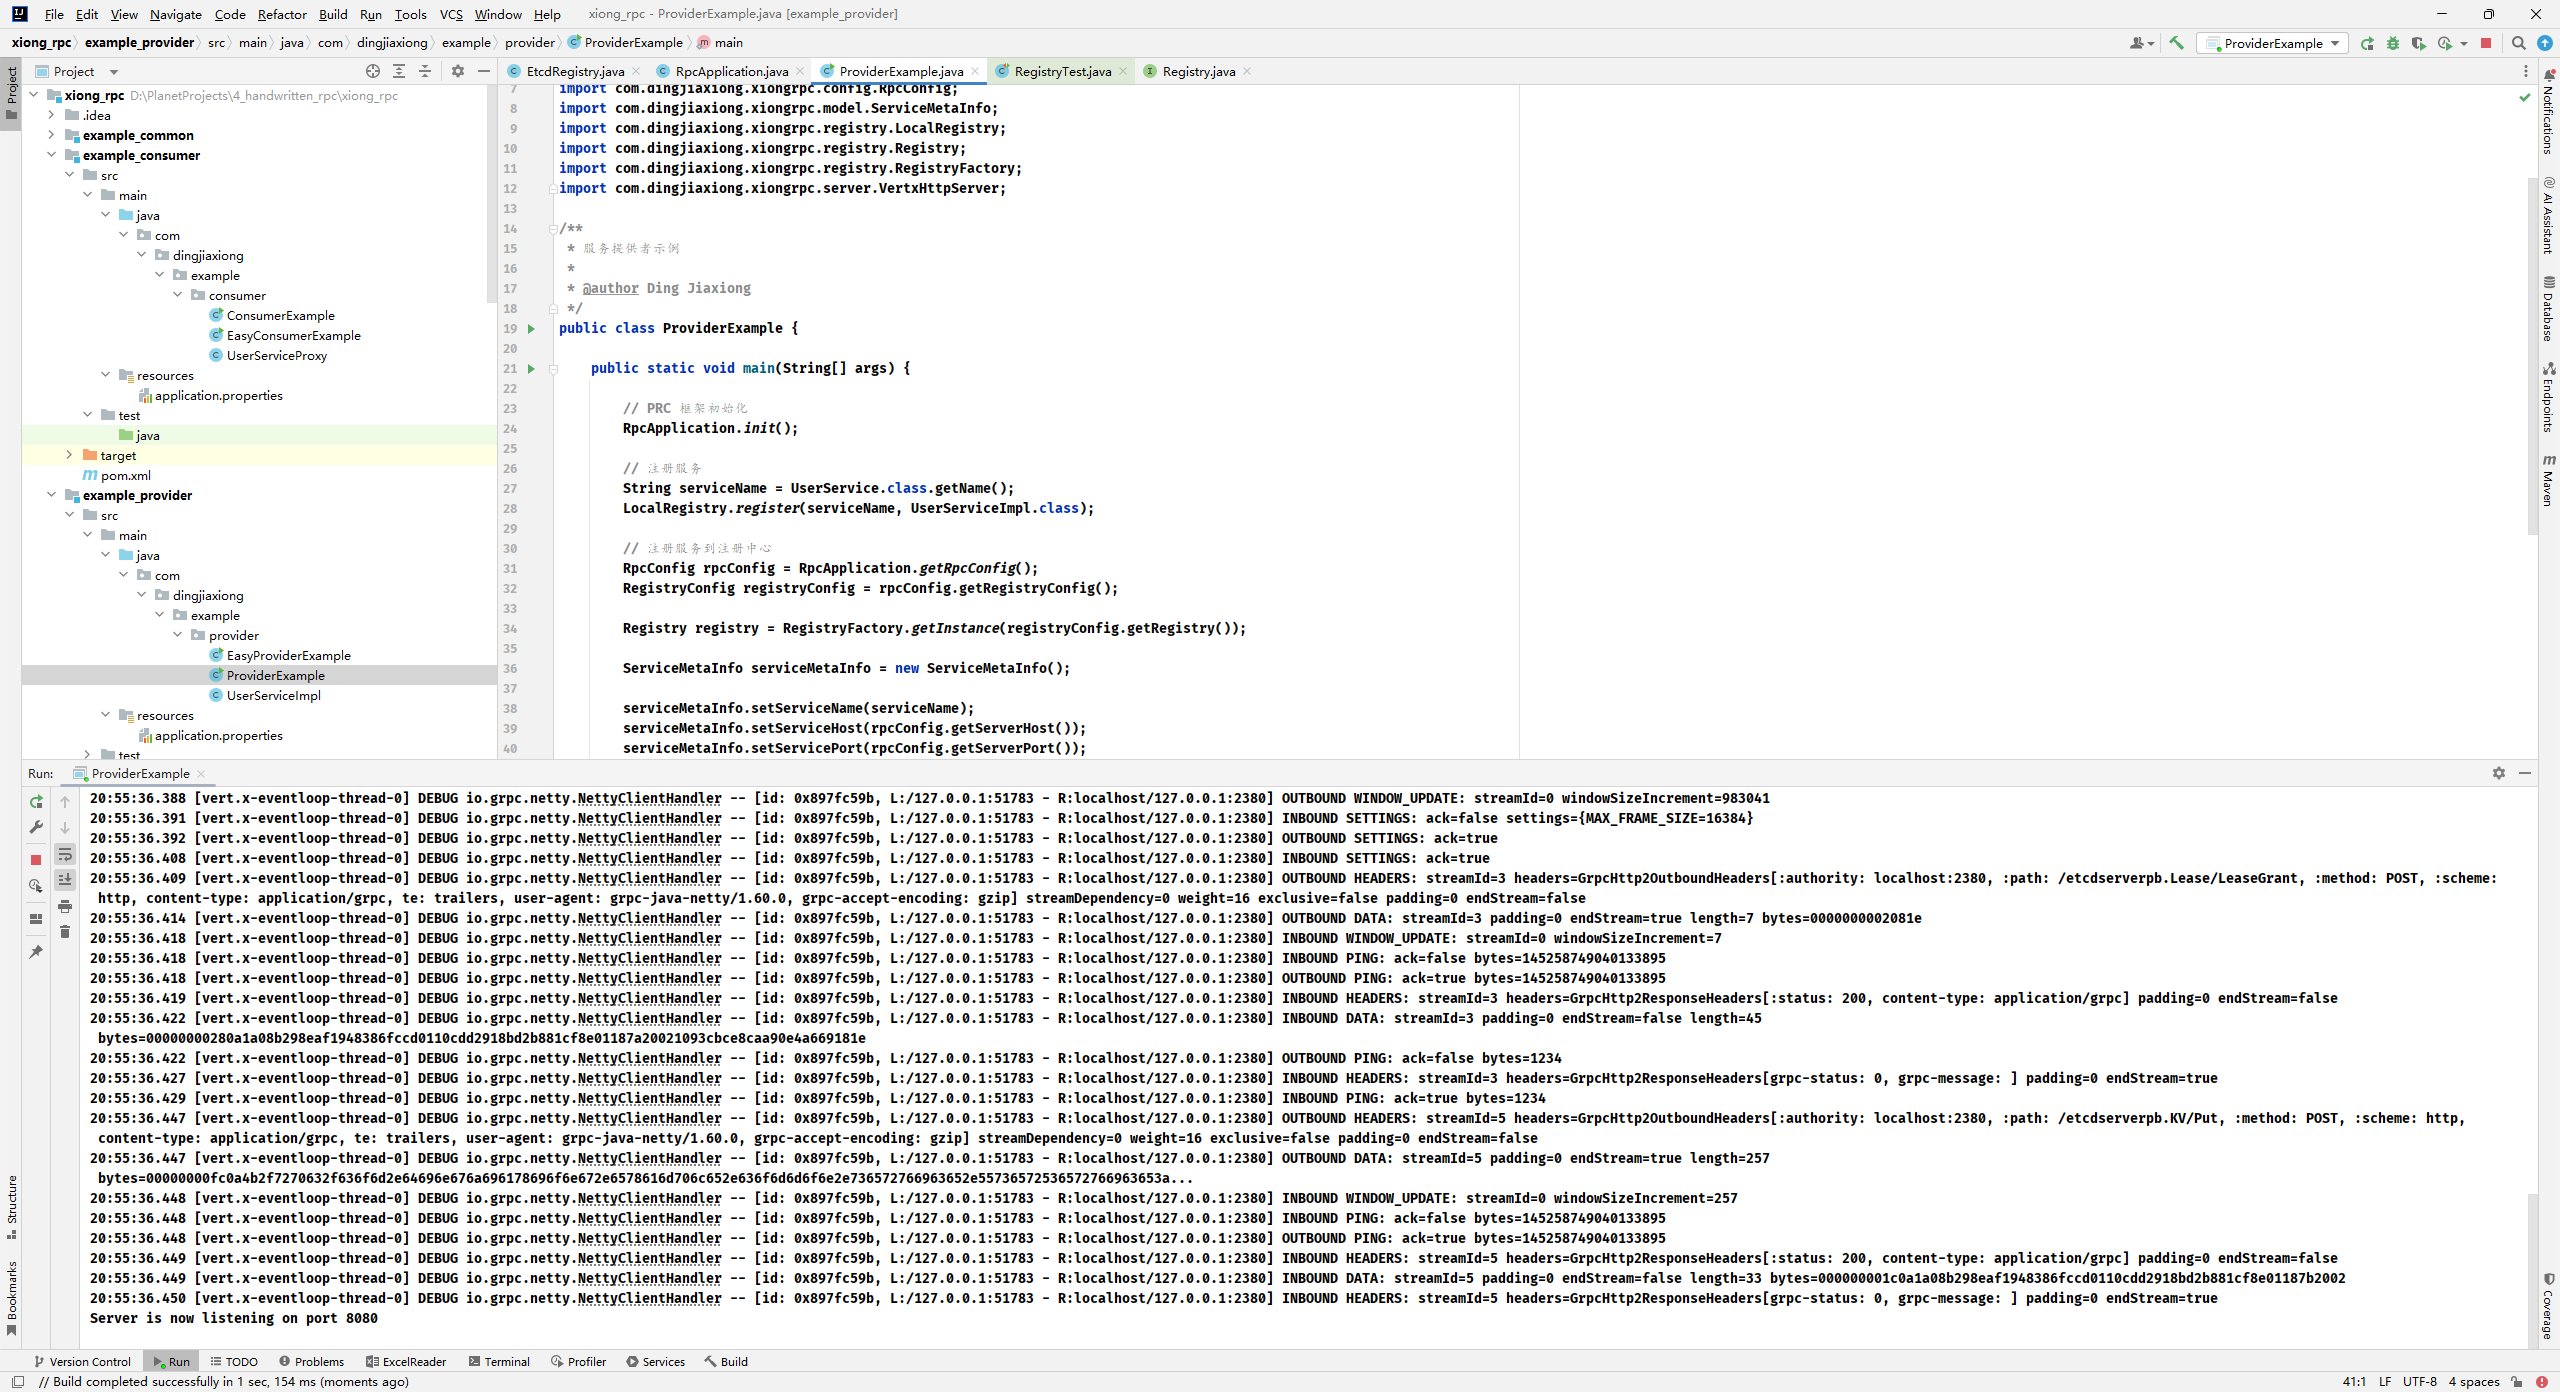 File Edit View Navigate Code Refactor Build Run Tools VCS Window Help xiong_rpc - ProviderExample.java [example_provider]
xiong_rpc example_provider src main java com dingjiaxiong example provider ProviderExample main ProviderExample
Project
EtcdRegistry.java RpcApplication.java ProviderExample.java RegistryTest.java Registry.java
xiong_rpc D:\PlanetProjects\4_handwritten_rpc\xiong_rpc
.idea
example_common
example_consumer
src
main
java
com
dingjiaxiong
example
consumer
ConsumerExample
EasyConsumerExample
UserServiceProxy
resources
application.properties
test
java
target
pom.xml
example_provider
src
main
java
com
dingjiaxiong
example
provider
EasyProviderExample
ProviderExample
UserServiceImpl
resources
application.properties
test
7 import com.dingjiaxiong.xiongrpc.config.RpcConfig;
8 import com.dingjiaxiong.xiongrpc.model.ServiceMetaInfo;
9 import com.dingjiaxiong.xiongrpc.registry.LocalRegistry;
10 import com.dingjiaxiong.xiongrpc.registry.Registry;
11 import com.dingjiaxiong.xiongrpc.registry.RegistryFactory;
12 import com.dingjiaxiong.xiongrpc.server.VertxHttpServer;
13
14 /**
15 * 服务提供者示例
16 *
17 * @author Ding Jiaxiong
18 */
19 public class ProviderExample {
20
21 public static void main(String[] args) {
22
23 // PRC 框架初始化
24 RpcApplication.init();
25
26 // 注册服务
27 String serviceName = UserService.class.getName();
28 LocalRegistry.register(serviceName, UserServiceImpl.class);
29
30 // 注册服务到注册中心
31 RpcConfig rpcConfig = RpcApplication.getRpcConfig();
32 RegistryConfig registryConfig = rpcConfig.getRegistryConfig();
33
34 Registry registry = RegistryFactory.getInstance(registryConfig.getRegistry());
35
36 ServiceMetaInfo serviceMetaInfo = new ServiceMetaInfo();
37
38 serviceMetaInfo.setServiceName(serviceName);
39 serviceMetaInfo.setServiceHost(rpcConfig.getServerHost());
40 serviceMetaInfo.setServicePort(rpcConfig.getServerPort());
Project
Structure
Bookmarks
Notifications
AI Assistant
Database
Endpoints
Maven
Coverage
Run: ProviderExample
20:55:36.388 [vert.x-eventloop-thread-0] DEBUG io.grpc.netty.NettyClientHandler -- [id: 0x897fc59b, L:/127.0.0.1:51783 - R:localhost/127.0.0.1:2380] OUTBOUND WINDOW_UPDATE: streamId=0 windowSizeIncrement=983041
20:55:36.391 [vert.x-eventloop-thread-0] DEBUG io.grpc.netty.NettyClientHandler -- [id: 0x897fc59b, L:/127.0.0.1:51783 - R:localhost/127.0.0.1:2380] INBOUND SETTINGS: ack=false settings={MAX_FRAME_SIZE=16384}
20:55:36.392 [vert.x-eventloop-thread-0] DEBUG io.grpc.netty.NettyClientHandler -- [id: 0x897fc59b, L:/127.0.0.1:51783 - R:localhost/127.0.0.1:2380] OUTBOUND SETTINGS: ack=true
20:55:36.408 [vert.x-eventloop-thread-0] DEBUG io.grpc.netty.NettyClientHandler -- [id: 0x897fc59b, L:/127.0.0.1:51783 - R:localhost/127.0.0.1:2380] INBOUND SETTINGS: ack=true
20:55:36.409 [vert.x-eventloop-thread-0] DEBUG io.grpc.netty.NettyClientHandler -- [id: 0x897fc59b, L:/127.0.0.1:51783 - R:localhost/127.0.0.1:2380] OUTBOUND HEADERS: streamId=3 headers=GrpcHttp2OutboundHeaders[:authority: localhost:2380, :path: /etcdserverpb.Lease/LeaseGrant, :method: POST, :scheme:
http, content-type: application/grpc, te: trailers, user-agent: grpc-java-netty/1.60.0, grpc-accept-encoding: gzip] streamDependency=0 weight=16 exclusive=false padding=0 endStream=false
20:55:36.414 [vert.x-eventloop-thread-0] DEBUG io.grpc.netty.NettyClientHandler -- [id: 0x897fc59b, L:/127.0.0.1:51783 - R:localhost/127.0.0.1:2380] OUTBOUND DATA: streamId=3 padding=0 endStream=true length=7 bytes=0000000002081e
20:55:36.418 [vert.x-eventloop-thread-0] DEBUG io.grpc.netty.NettyClientHandler -- [id: 0x897fc59b, L:/127.0.0.1:51783 - R:localhost/127.0.0.1:2380] INBOUND WINDOW_UPDATE: streamId=0 windowSizeIncrement=7
20:55:36.418 [vert.x-eventloop-thread-0] DEBUG io.grpc.netty.NettyClientHandler -- [id: 0x897fc59b, L:/127.0.0.1:51783 - R:localhost/127.0.0.1:2380] INBOUND PING: ack=false bytes=145258749040133895
20:55:36.418 [vert.x-eventloop-thread-0] DEBUG io.grpc.netty.NettyClientHandler -- [id: 0x897fc59b, L:/127.0.0.1:51783 - R:localhost/127.0.0.1:2380] OUTBOUND PING: ack=true bytes=145258749040133895
20:55:36.419 [vert.x-eventloop-thread-0] DEBUG io.grpc.netty.NettyClientHandler -- [id: 0x897fc59b, L:/127.0.0.1:51783 - R:localhost/127.0.0.1:2380] INBOUND HEADERS: streamId=3 headers=GrpcHttp2ResponseHeaders[:status: 200, content-type: application/grpc] padding=0 endStream=false
20:55:36.422 [vert.x-eventloop-thread-0] DEBUG io.grpc.netty.NettyClientHandler -- [id: 0x897fc59b, L:/127.0.0.1:51783 - R:localhost/127.0.0.1:2380] INBOUND DATA: streamId=3 padding=0 endStream=false length=45
bytes=00000000280a1a08b298eaf1948386fccd0110cdd2918bd2b881cf8e01187a20021093cbce8caa90e4a669181e
20:55:36.422 [vert.x-eventloop-thread-0] DEBUG io.grpc.netty.NettyClientHandler -- [id: 0x897fc59b, L:/127.0.0.1:51783 - R:localhost/127.0.0.1:2380] OUTBOUND PING: ack=false bytes=1234
20:55:36.427 [vert.x-eventloop-thread-0] DEBUG io.grpc.netty.NettyClientHandler -- [id: 0x897fc59b, L:/127.0.0.1:51783 - R:localhost/127.0.0.1:2380] INBOUND HEADERS: streamId=3 headers=GrpcHttp2ResponseHeaders[grpc-status: 0, grpc-message: ] padding=0 endStream=true
20:55:36.429 [vert.x-eventloop-thread-0] DEBUG io.grpc.netty.NettyClientHandler -- [id: 0x897fc59b, L:/127.0.0.1:51783 - R:localhost/127.0.0.1:2380] INBOUND PING: ack=true bytes=1234
20:55:36.447 [vert.x-eventloop-thread-0] DEBUG io.grpc.netty.NettyClientHandler -- [id: 0x897fc59b, L:/127.0.0.1:51783 - R:localhost/127.0.0.1:2380] OUTBOUND HEADERS: streamId=5 headers=GrpcHttp2OutboundHeaders[:authority: localhost:2380, :path: /etcdserverpb.KV/Put, :method: POST, :scheme: http,
content-type: application/grpc, te: trailers, user-agent: grpc-java-netty/1.60.0, grpc-accept-encoding: gzip] streamDependency=0 weight=16 exclusive=false padding=0 endStream=false
20:55:36.447 [vert.x-eventloop-thread-0] DEBUG io.grpc.netty.NettyClientHandler -- [id: 0x897fc59b, L:/127.0.0.1:51783 - R:localhost/127.0.0.1:2380] OUTBOUND DATA: streamId=5 padding=0 endStream=true length=257
bytes=00000000fc0a4b2f7270632f636f6d2e64696e676a696178696f6e672e6578616d706c652e636f6d6d6f6e2e736572766963652e55736572536572766963653a...
20:55:36.448 [vert.x-eventloop-thread-0] DEBUG io.grpc.netty.NettyClientHandler -- [id: 0x897fc59b, L:/127.0.0.1:51783 - R:localhost/127.0.0.1:2380] INBOUND WINDOW_UPDATE: streamId=0 windowSizeIncrement=257
20:55:36.448 [vert.x-eventloop-thread-0] DEBUG io.grpc.netty.NettyClientHandler -- [id: 0x897fc59b, L:/127.0.0.1:51783 - R:localhost/127.0.0.1:2380] INBOUND PING: ack=false bytes=145258749040133895
20:55:36.448 [vert.x-eventloop-thread-0] DEBUG io.grpc.netty.NettyClientHandler -- [id: 0x897fc59b, L:/127.0.0.1:51783 - R:localhost/127.0.0.1:2380] OUTBOUND PING: ack=true bytes=145258749040133895
20:55:36.449 [vert.x-eventloop-thread-0] DEBUG io.grpc.netty.NettyClientHandler -- [id: 0x897fc59b, L:/127.0.0.1:51783 - R:localhost/127.0.0.1:2380] INBOUND HEADERS: streamId=5 headers=GrpcHttp2ResponseHeaders[:status: 200, content-type: application/grpc] padding=0 endStream=false
20:55:36.449 [vert.x-eventloop-thread-0] DEBUG io.grpc.netty.NettyClientHandler -- [id: 0x897fc59b, L:/127.0.0.1:51783 - R:localhost/127.0.0.1:2380] INBOUND DATA: streamId=5 padding=0 endStream=false length=33 bytes=000000001c0a1a08b298eaf1948386fccd0110cdd2918bd2b881cf8e01187b2002
20:55:36.450 [vert.x-eventloop-thread-0] DEBUG io.grpc.netty.NettyClientHandler -- [id: 0x897fc59b, L:/127.0.0.1:51783 - R:localhost/127.0.0.1:2380] INBOUND HEADERS: streamId=5 headers=GrpcHttp2ResponseHeaders[grpc-status: 0, grpc-message: ] padding=0 endStream=true
Server is now listening on port 8080
Version Control Run TODO Problems ExcelReader Terminal Profiler Services Build
// Build completed successfully in 1 sec, 154 ms (moments ago) 41:1 LF UTF-8 4 spaces